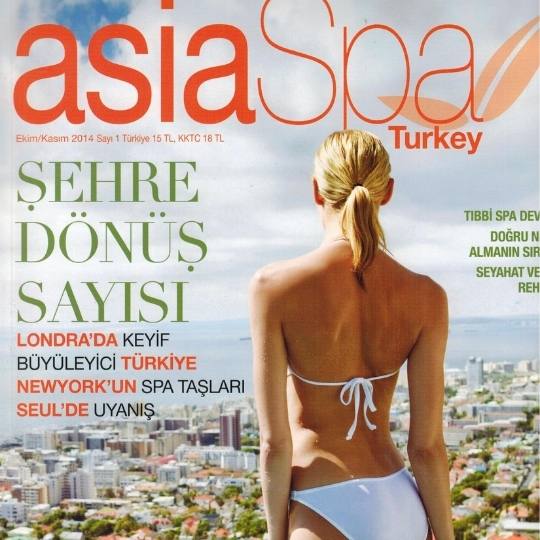 asiaSpa
Turkey
Ekim/Kasım 2014 Sayı 1 Türkiye 15 TL, KKTC 18 TL
ŞEHRE
DÖNÜŞ
SAYISI
LONDRA'DA KEYİF
BÜYÜLEYİCİ TÜRKİYE
NEWYORK'UN SPA TAŞLARI
SEUL'DE UYANIŞ
TIBBİ SPA DEV
DOĞRU N
ALMANIN SIR
SEYAHAT VE
REH